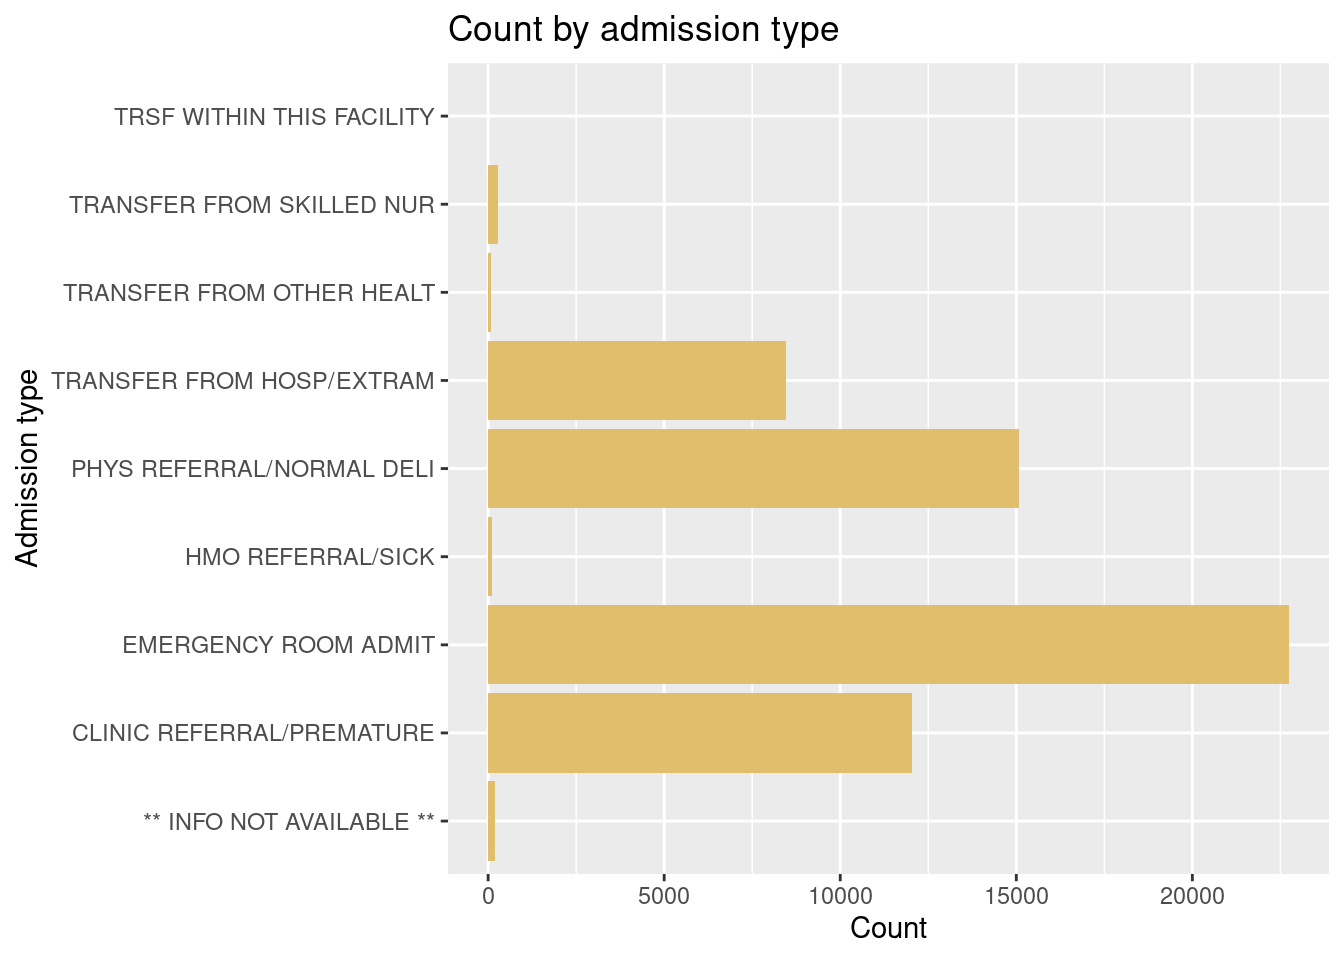 Count by admission type
TRSF WITHIN THIS FACILITY
TRANSFER FROM SKILLED NUR
TRANSFER FROM OTHER HEALT
TRANSFER FROM HOSP/EXTRAM
PHYS REFERRAL/NORMAL DELI
HMO REFERRAL/SICK
EMERGENCY ROOM ADMIT
CLINIC REFERRAL/PREMATURE
** INFO NOT AVAILABLE **
Admission type
0 5000 10000 15000 20000
Count